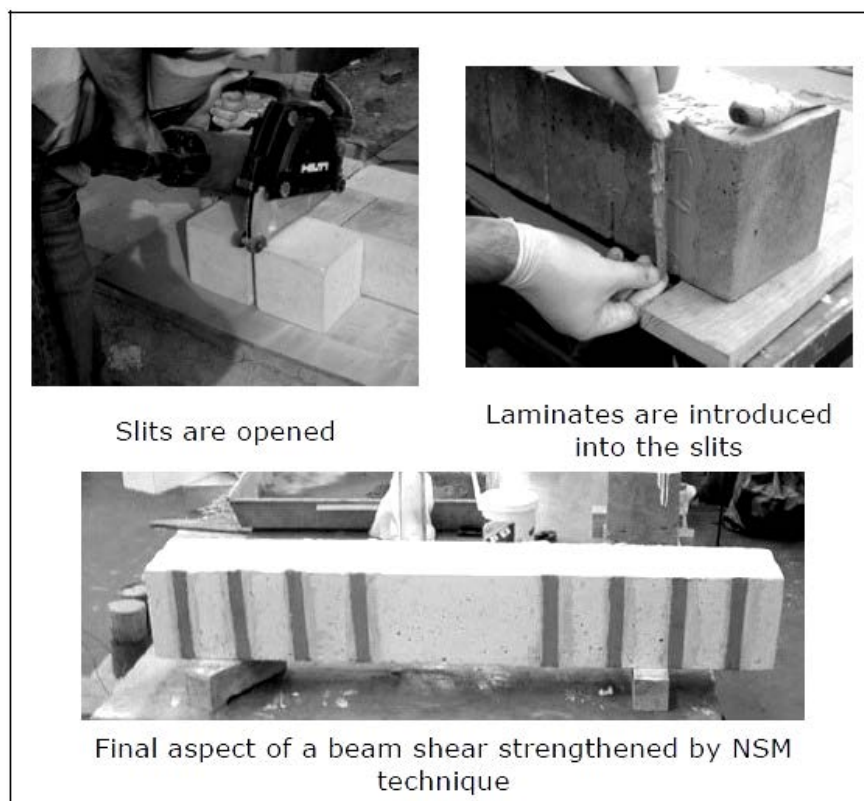 HILTI
Slits are opened
Laminates are introduced
into the slits
Final aspect of a beam shear strengthened by NSM
technique